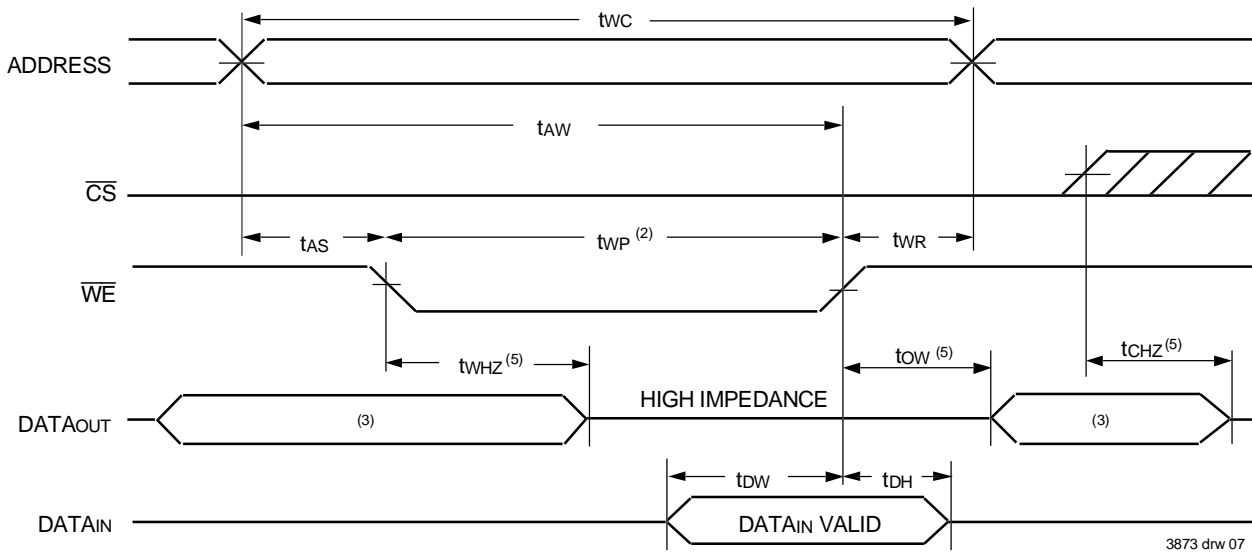 tWC
ADDRESS
tAW
CS
tAS
tWP (2)
tWR
WE
tWHZ (5)
tOW (5)
tCHZ (5)
HIGH IMPEDANCE
DATAOUT
(3)
(3)
tDW
tDH
DATAIN
DATAIN VALID
3873 drw 07